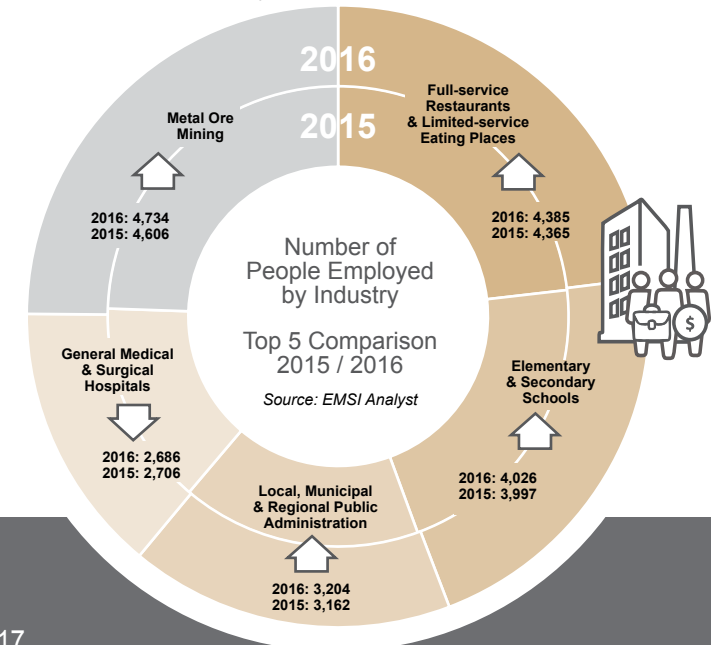 2016
2015
Metal Ore
Mining
2016: 4,734
2015: 4,606
Full-service
Restaurants
& Limited-service
Eating Places
2016: 4,385
2015: 4,365
Number of
People Employed
by Industry
Top 5 Comparison
2015 / 2016
Source: EMSI Analyst
General Medical
& Surgical
Hospitals
2016: 2,686
2015: 2,706
Elementary
& Secondary
Schools
2016: 4,026
2015: 3,997
Local, Municipal
& Regional Public
Administration
2016: 3,204
2015: 3,162
$
17